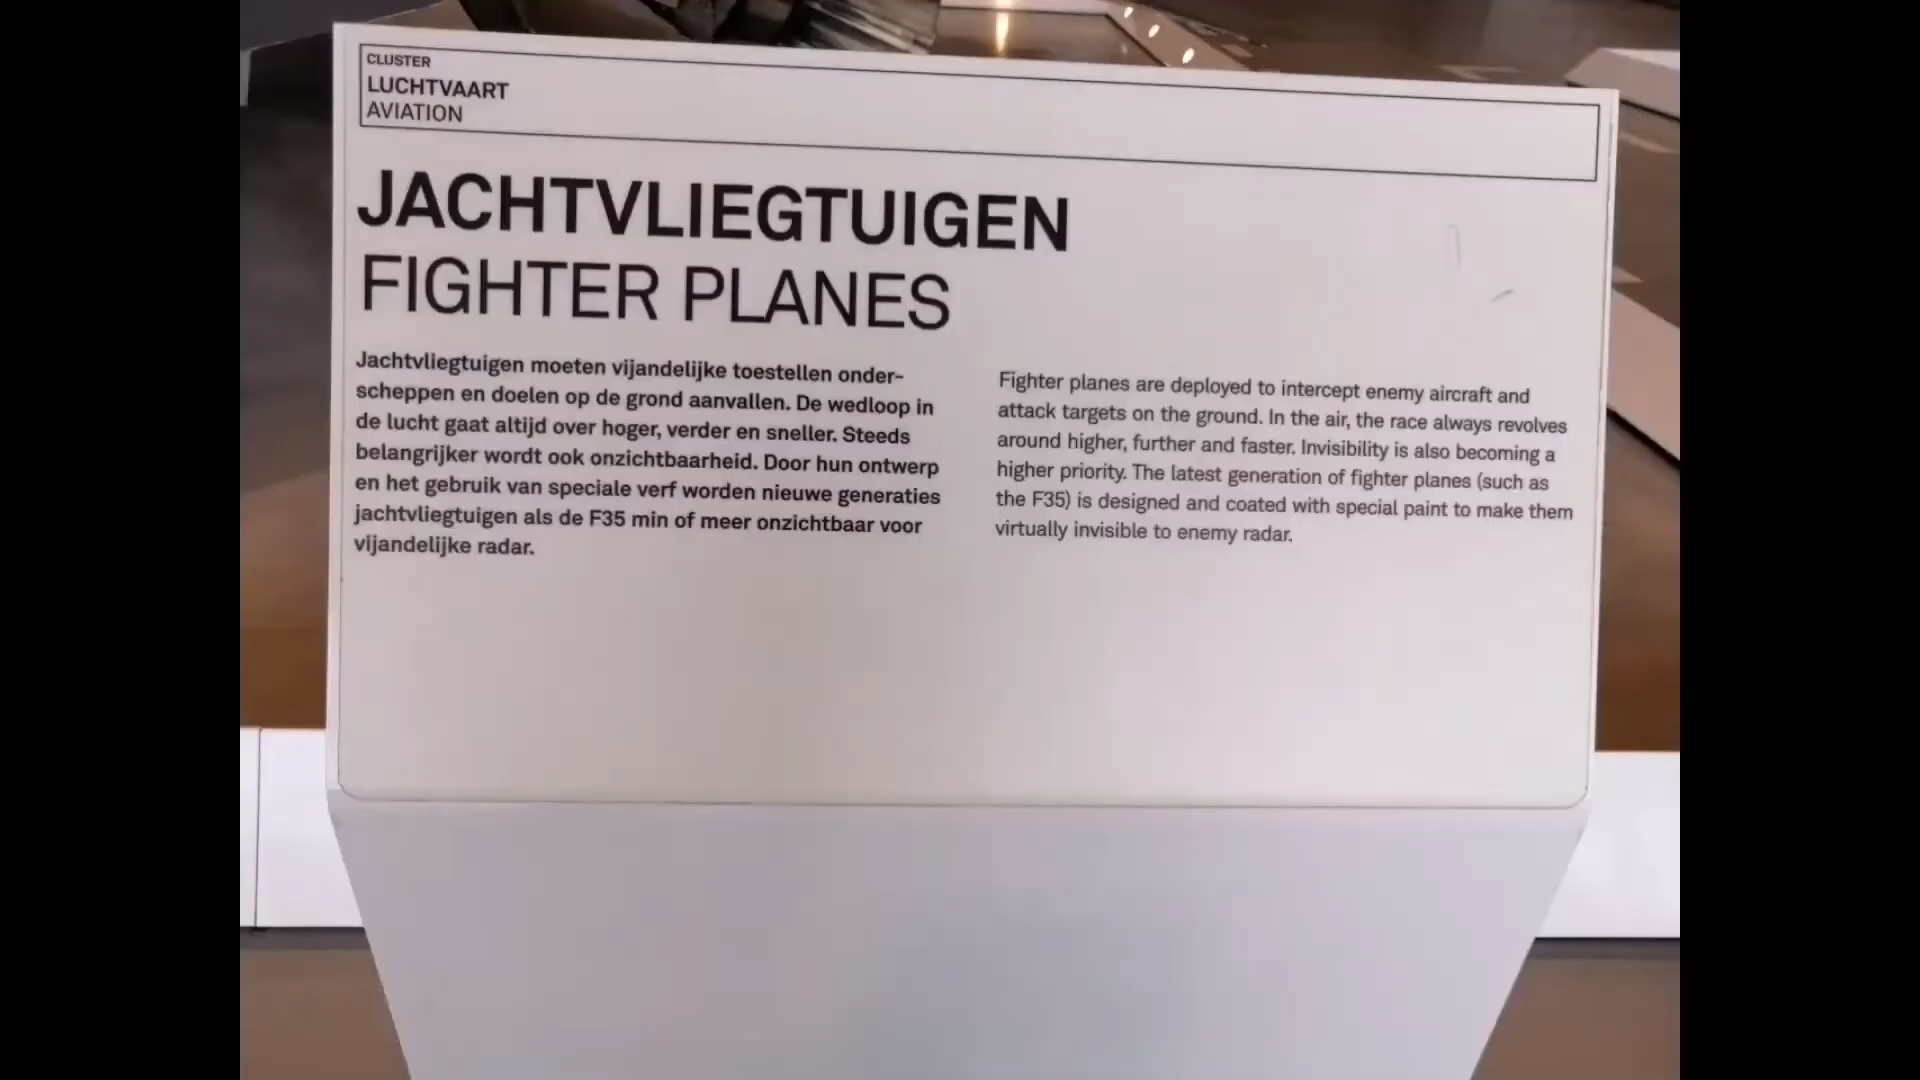 CLUSTER
LUCHTVAART
AVIATION
JACHTVLIEGTUIGEN
FIGHTER PLANES
Jachtvliegtuigen moeten vijandelijke toestellen onder-
scheppen en doelen op de grond aanvallen. De wedloop in
de lucht gaat altijd over hoger, verder en sneller. Steeds
belangrijker wordt ook onzichtbaarheid. Door hun ontwerp
en het gebruik van speciale verf worden nieuwe generaties
jachtvliegtuigen als de F35 min of meer onzichtbaar voor
vijandelijke radar.
Fighter planes are deployed to intercept enemy aircraft and
attack targets on the ground. In the air, the race always revolves
around higher, further and faster. Invisibility is also becoming a
higher priority. The latest generation of fighter planes (such as
the F35) is designed and coated with special paint to make them
virtually invisible to enemy radar.